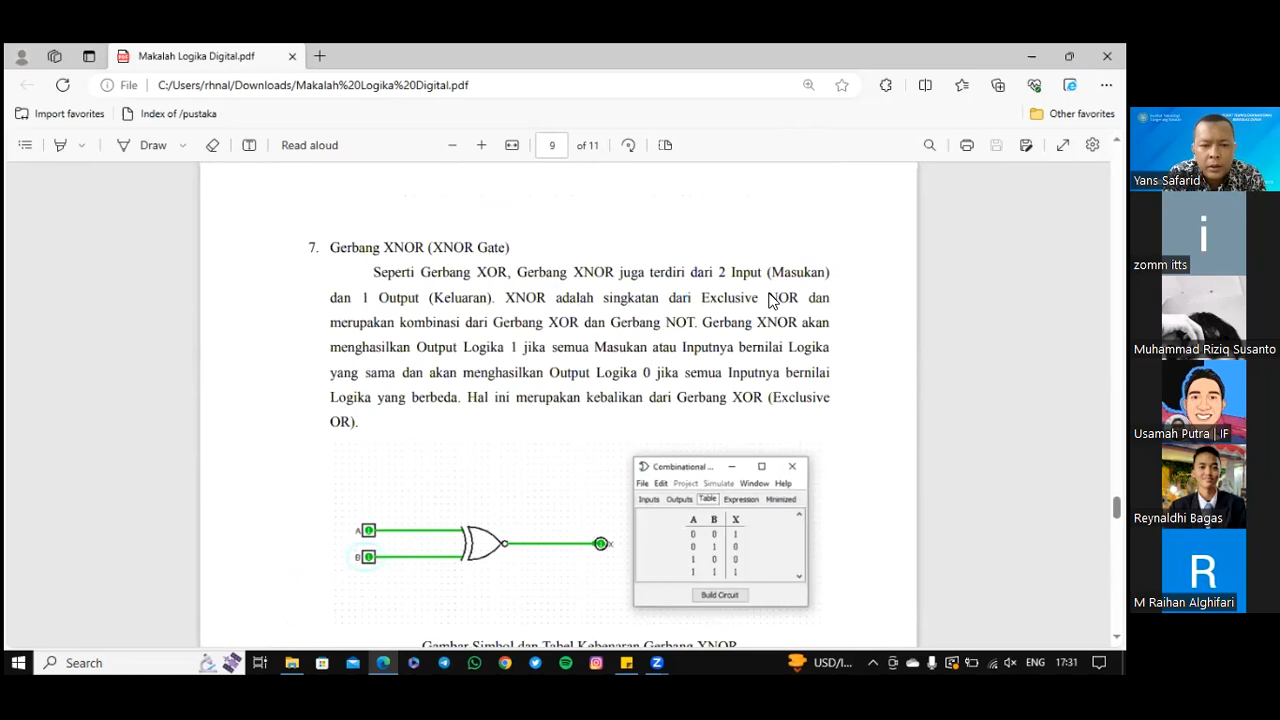 Makalah Logika Digital.pdf
File C:/Users/rhnal/Downloads/Makalah%20Logika%20Digital.pdf
Import favorites Index of /pustaka Other favorites
Draw Read aloud 9 of 11
7. Gerbang XNOR (XNOR Gate)
Seperti Gerbang XOR, Gerbang XNOR juga terdiri dari 2 Input (Masukan)
dan 1 Output (Keluaran). XNOR adalah singkatan dari Exclusive NOR dan
merupakan kombinasi dari Gerbang XOR dan Gerbang NOT. Gerbang XNOR akan
menghasilkan Output Logika 1 jika semua Masukan atau Inputnya bernilai Logika
yang sama dan akan menghasilkan Output Logika 0 jika semua Inputnya bernilai
Logika yang berbeda. Hal ini merupakan kebalikan dari Gerbang XOR (Exclusive
OR).
A
B
X
Combinational ...
File Edit Project Simulate Window Help
Inputs Outputs Table Expression Minimized
A B X
0 0 1
0 1 0
1 0 0
1 1 1
Build Circuit
Gambar Simbol dan Tabel Kebenaran Gerbang XNOR
Yans Safarid
i
zomm itts
Muhammad Riziq Susanto
Usamah Putra | IF
Reynaldhi Bagas
R
M Raihan Alghifari
Search USD/I... ENG 17:31